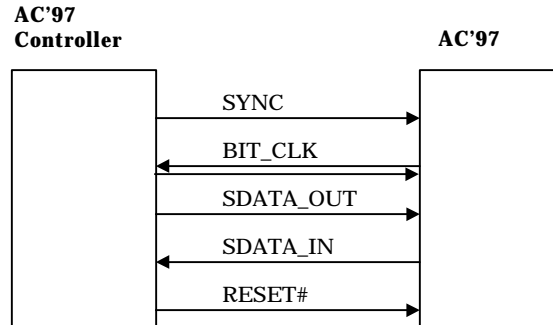 AC’97
Controller
AC’97
SYNC
BIT_CLK
SDATA_OUT
SDATA_IN
RESET#